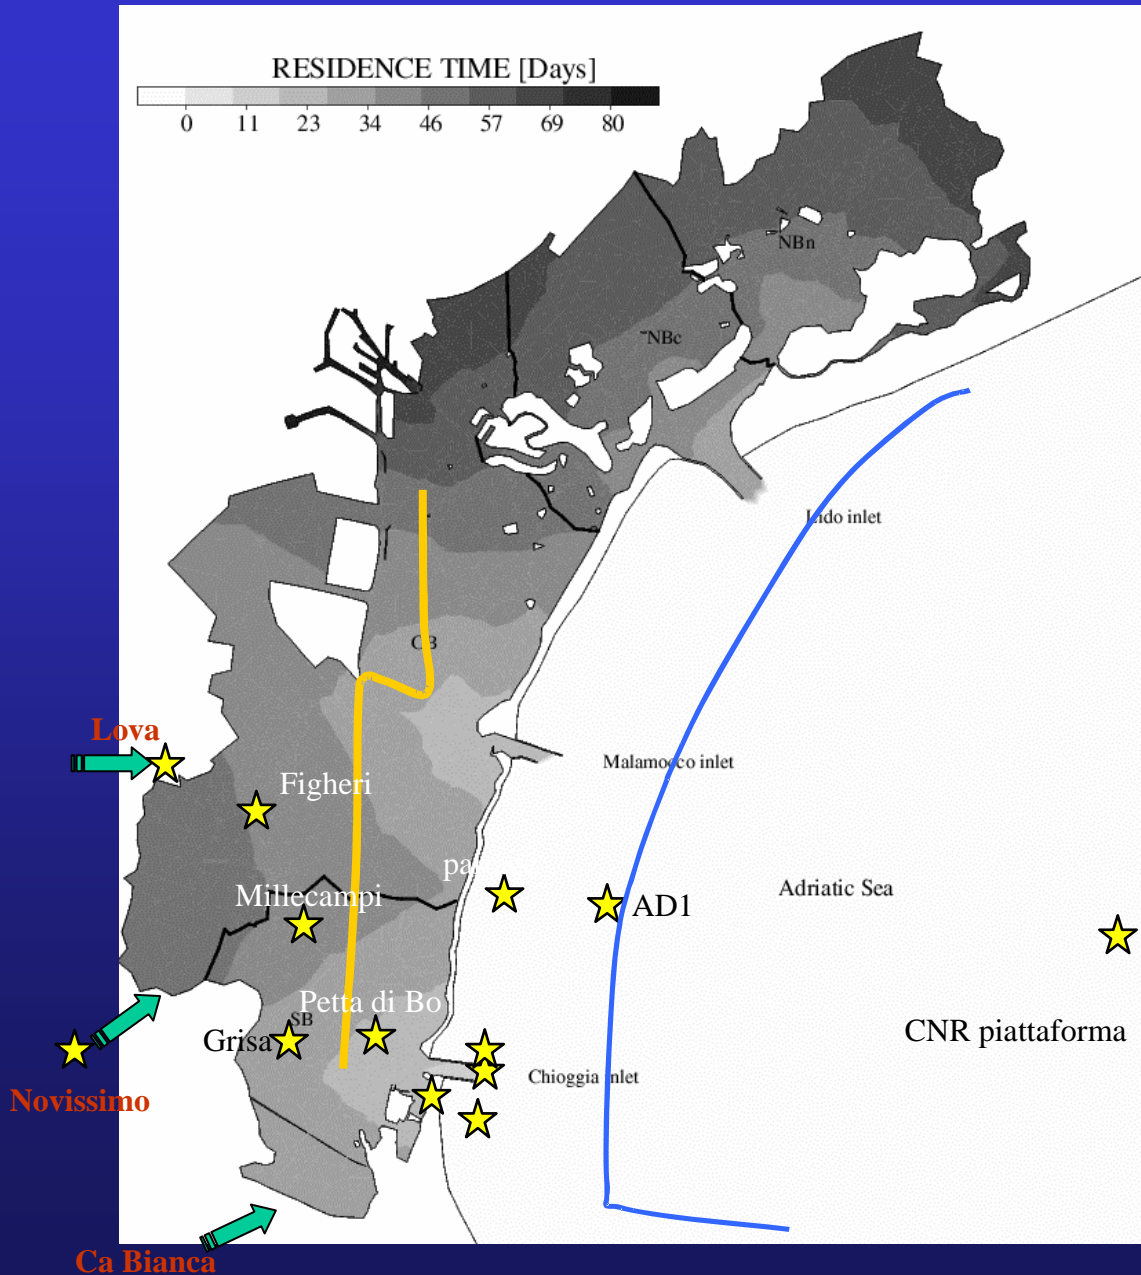 RESIDENCE TIME [Days]
0 11 23 34 46 57 69 80
NBn
NBc
Lido inlet
CB
Lova
Malamocco inlet
Figheri
Adriatic Sea
Millecampi
AD1
Petta di Bo
SB
CNR piattaforma
Grisa
Chioggia inlet
Novissimo
Ca Bianca